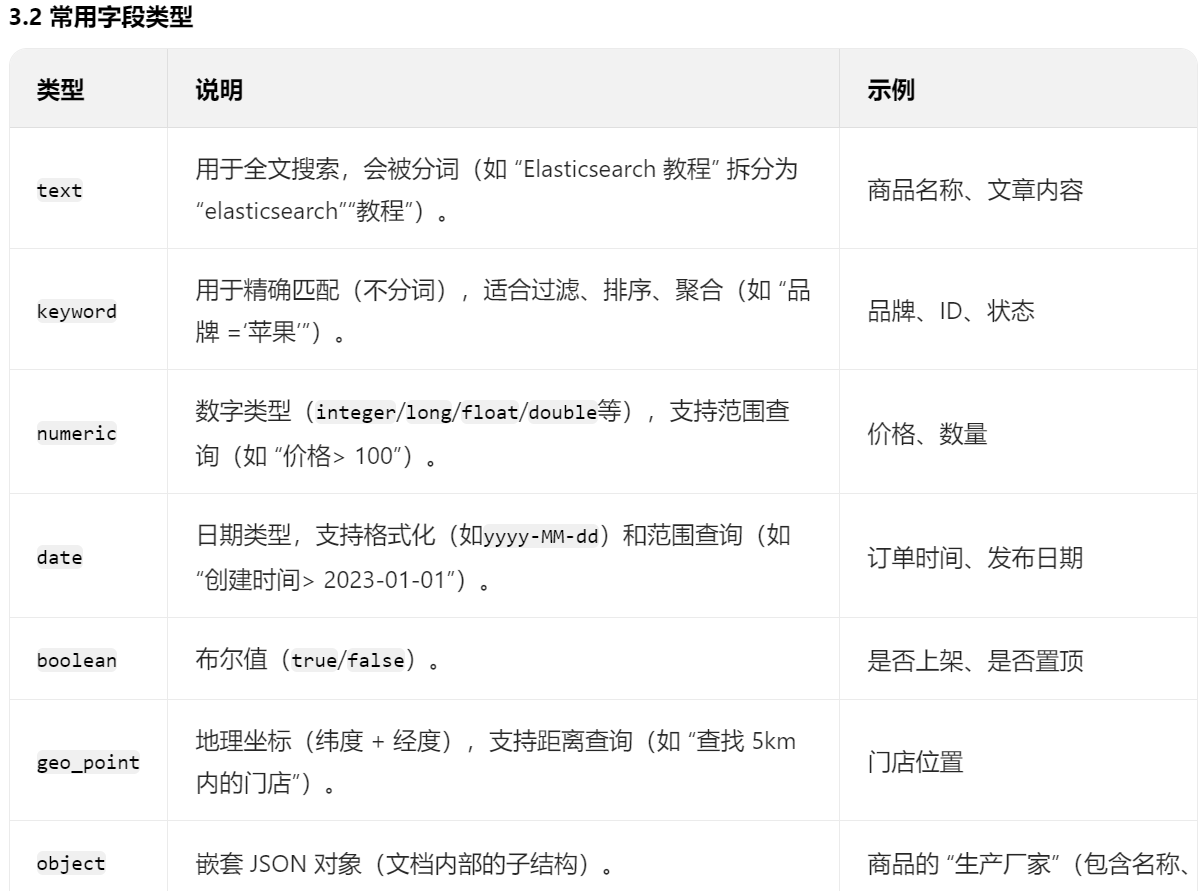 3.2 常用字段类型
类型 说明 示例
text
用于全文搜索，会被分词（如 “Elasticsearch 教程” 拆分为
“elasticsearch”“教程”）。
商品名称、文章内容
keyword
用于精确匹配（不分词），适合过滤、排序、聚合（如 “品
牌 =‘苹果’”）。
品牌、ID、状态
numeric
数字类型（integer/long/float/double等），支持范围查
询（如 “价格> 100”）。
价格、数量
date
日期类型，支持格式化（如yyyy-MM-dd）和范围查询（如
“创建时间> 2023-01-01”）。
订单时间、发布日期
boolean
布尔值（true/false）。
是否上架、是否置顶
geo_point
地理坐标（纬度 + 经度），支持距离查询（如 “查找 5km
内的门店”）。
门店位置
object
嵌套 JSON 对象（文档内部的子结构）。
商品的 “生产厂家”（包含名称、